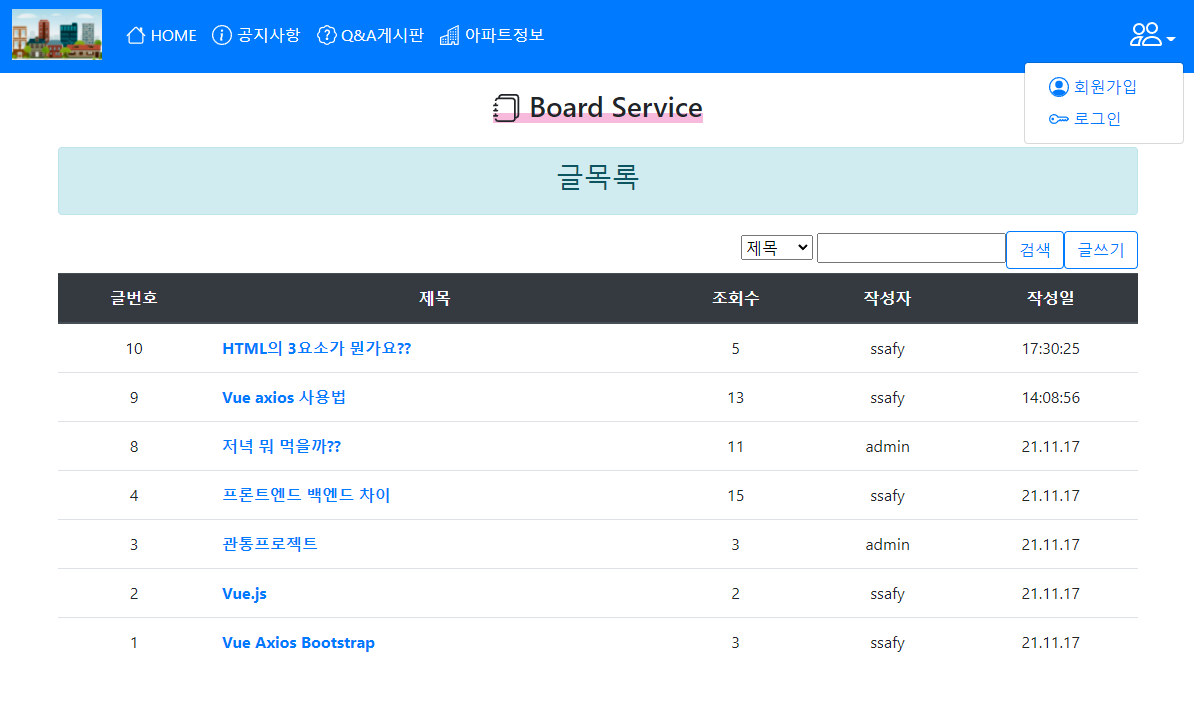 HOME 공지사항 Q&A게시판 아파트정보
회원가입
로그인
Board Service
글목록
제목 검색 글쓰기
글번호 제목 조회수 작성자 작성일
10 HTML의 3요소가 뭔가요?? 5 ssafy 17:30:25
9 Vue axios 사용법 13 ssafy 14:08:56
8 저녁 뭐 먹을까?? 11 admin 21.11.17
4 프론트엔드 백엔드 차이 15 ssafy 21.11.17
3 관통프로젝트 3 admin 21.11.17
2 Vue.js 2 ssafy 21.11.17
1 Vue Axios Bootstrap 3 ssafy 21.11.17